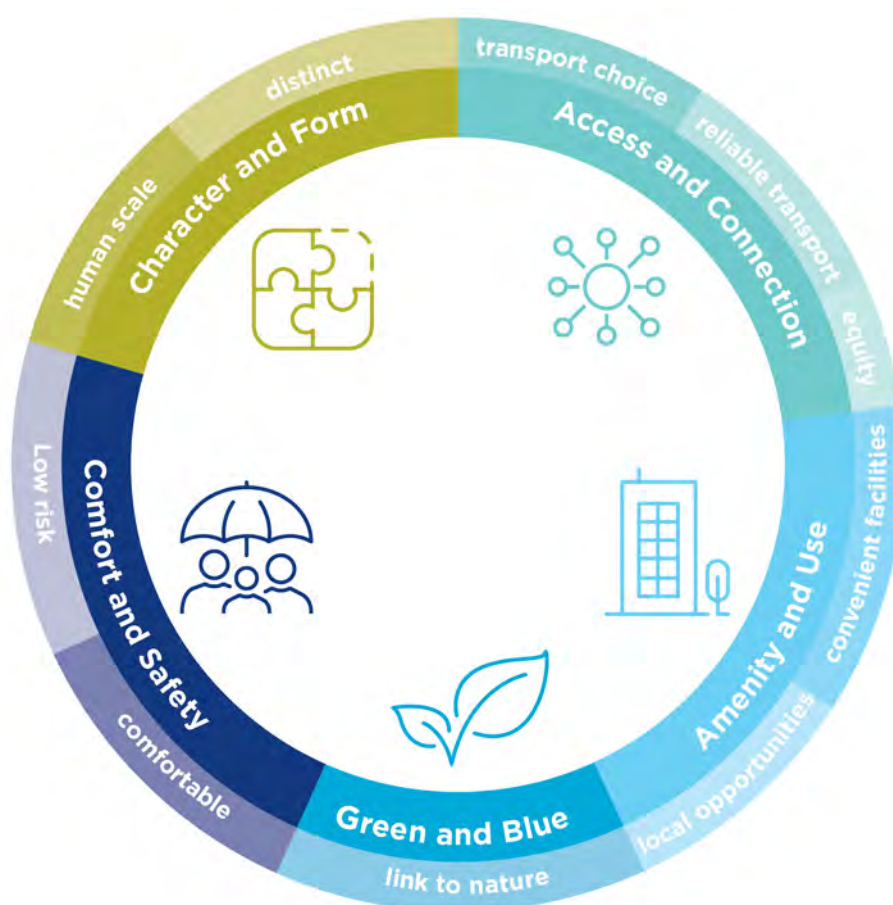 transport choice
Access and Connection
reliable transport
equity
convenient facilities
Amenity and Use
local opportunities
Green and Blue
link to nature
Comfort and Safety
comfortable
Low risk
Character and Form
human scale
distinct